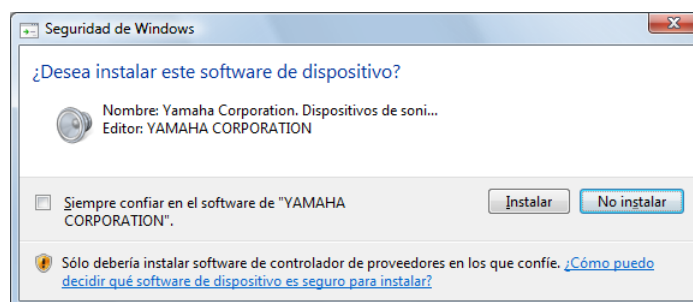 Seguridad de Windows
¿Desea instalar este software de dispositivo?
Nombre: Yamaha Corporation. Dispositivos de soni...
Editor: YAMAHA CORPORATION
Siempre confiar en el software de "YAMAHA
CORPORATION".
Instalar
No instalar
Sólo debería instalar software de controlador de proveedores en los que confíe. ¿Cómo puedo
decidir qué software de dispositivo es seguro para instalar?